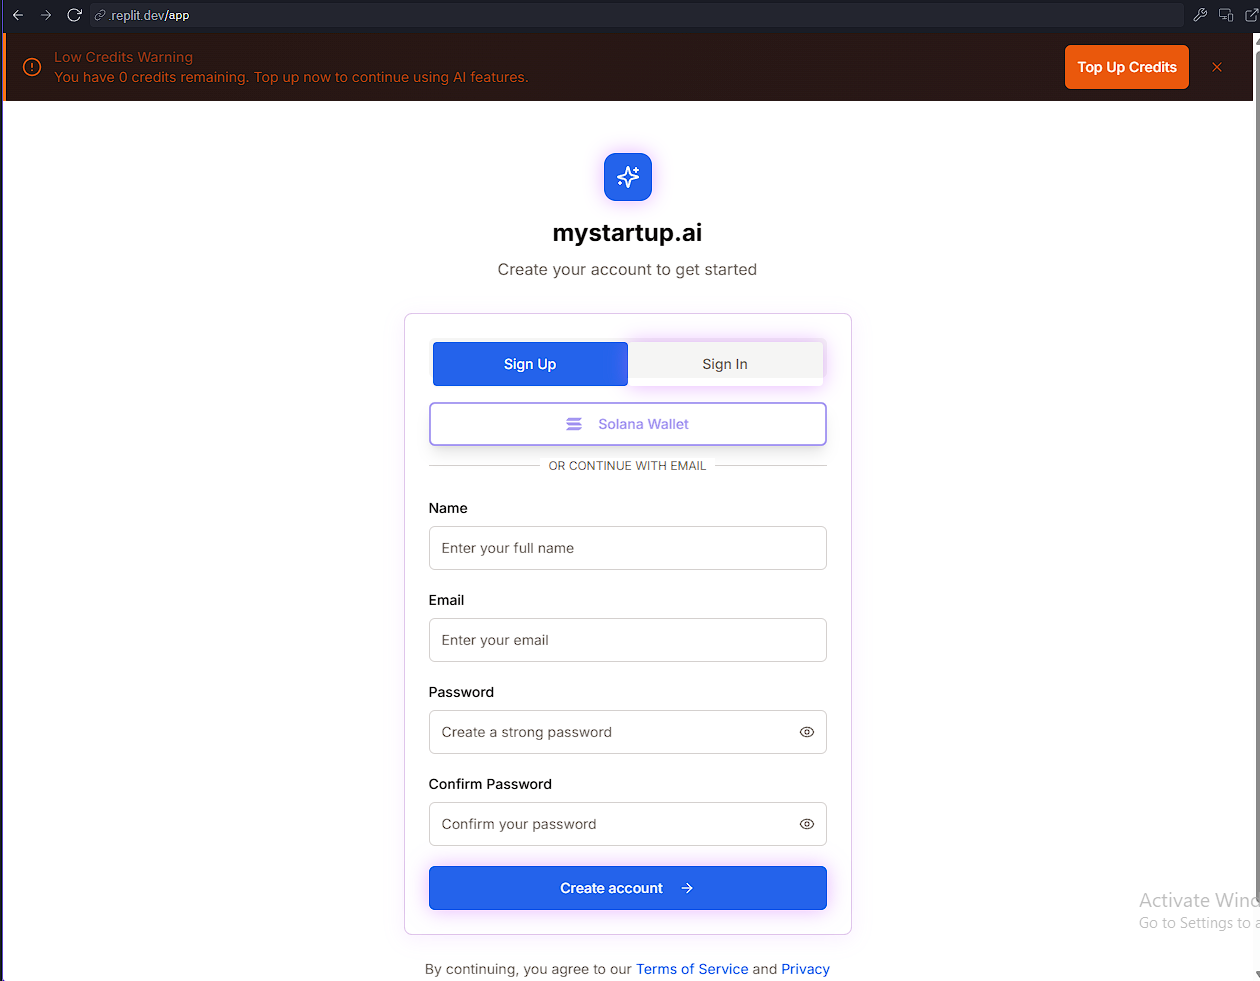 .replit.dev/app
Low Credits Warning
You have 0 credits remaining. Top up now to continue using AI features.
Top Up Credits
mystartup.ai
Create your account to get started
Sign Up
Sign In
Solana Wallet
OR CONTINUE WITH EMAIL
Name
Enter your full name
Email
Enter your email
Password
Create a strong password
Confirm Password
Confirm your password
Create account
Activate Wind
Go to Settings to a
By continuing, you agree to our Terms of Service and Privacy